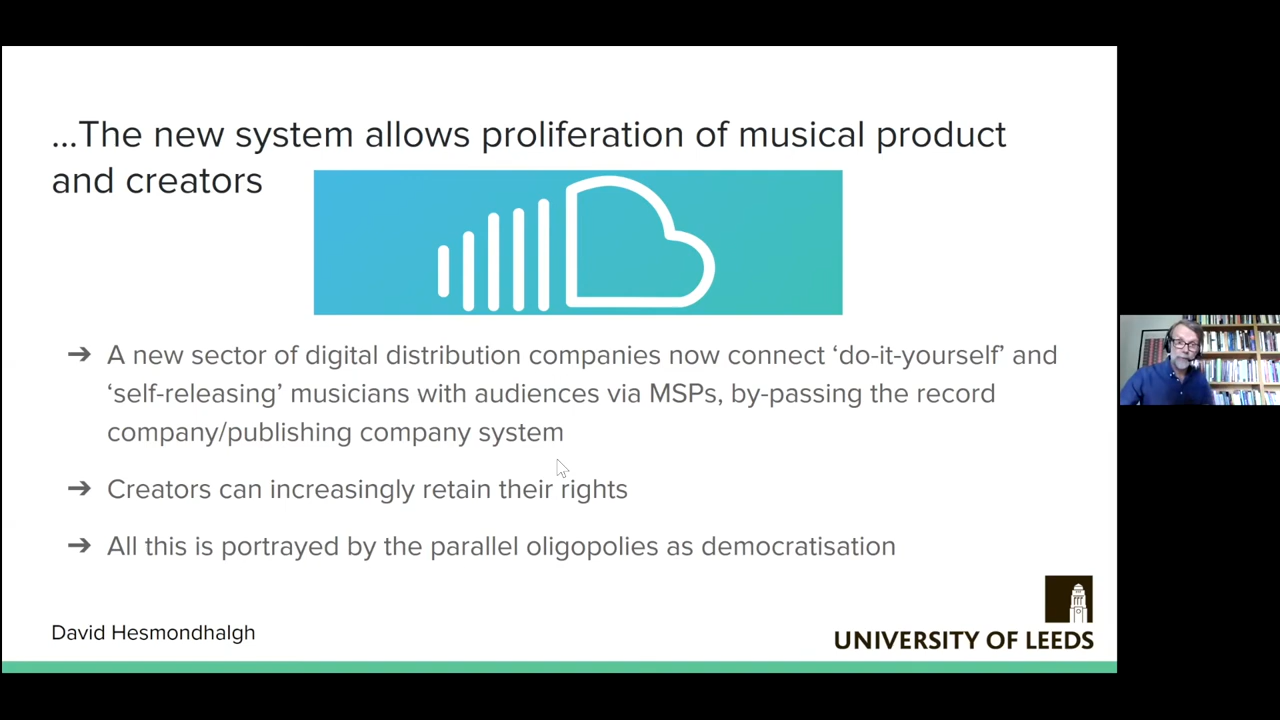 ...The new system allows proliferation of musical product
and creators
➔ A new sector of digital distribution companies now connect ‘do-it-yourself’ and
‘self-releasing’ musicians with audiences via MSPs, by-passing the record
company/publishing company system
➔ Creators can increasingly retain their rights
➔ All this is portrayed by the parallel oligopolies as democratisation
David Hesmondhalgh
UNIVERSITY OF LEEDS